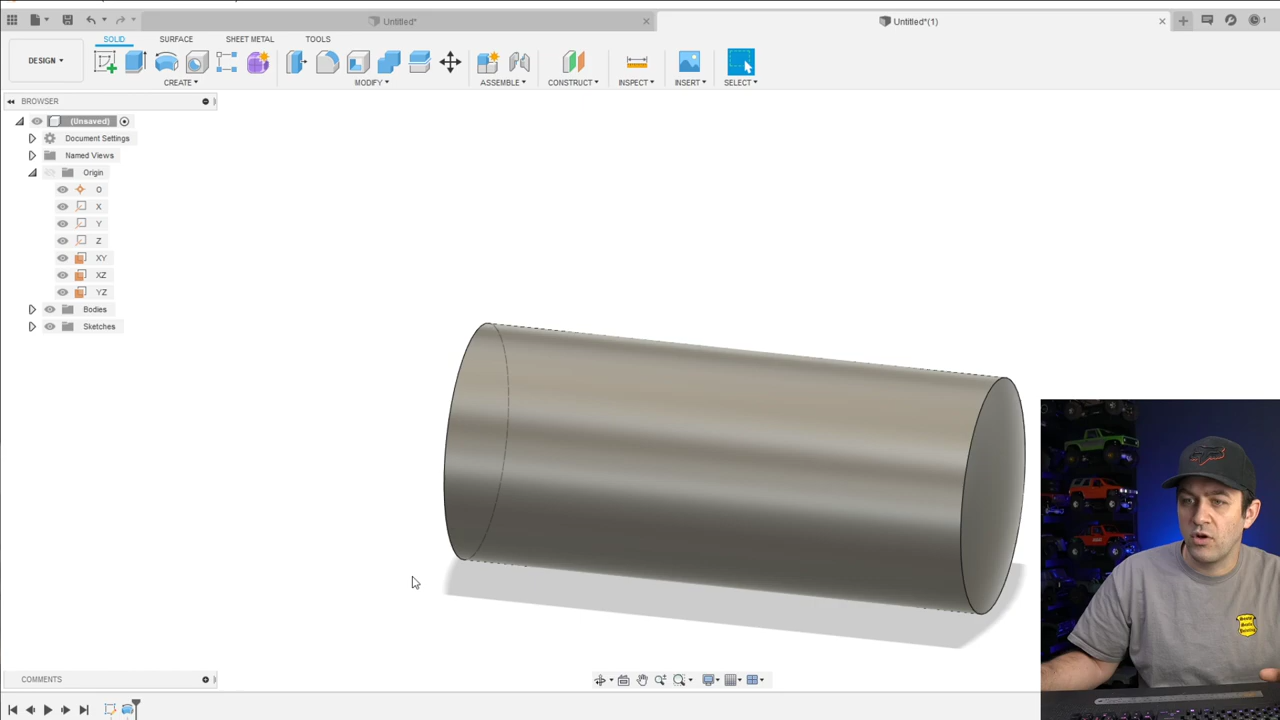 Untitled*
Untitled*(1)
1
DESIGN
SOLID
SURFACE
SHEET METAL
TOOLS
CREATE
MODIFY
ASSEMBLE
CONSTRUCT
INSPECT
INSERT
SELECT
BROWSER
(Unsaved)
Document Settings
Named Views
Origin
O
X
Y
Z
XY
XZ
YZ
Bodies
Sketches
COMMENTS